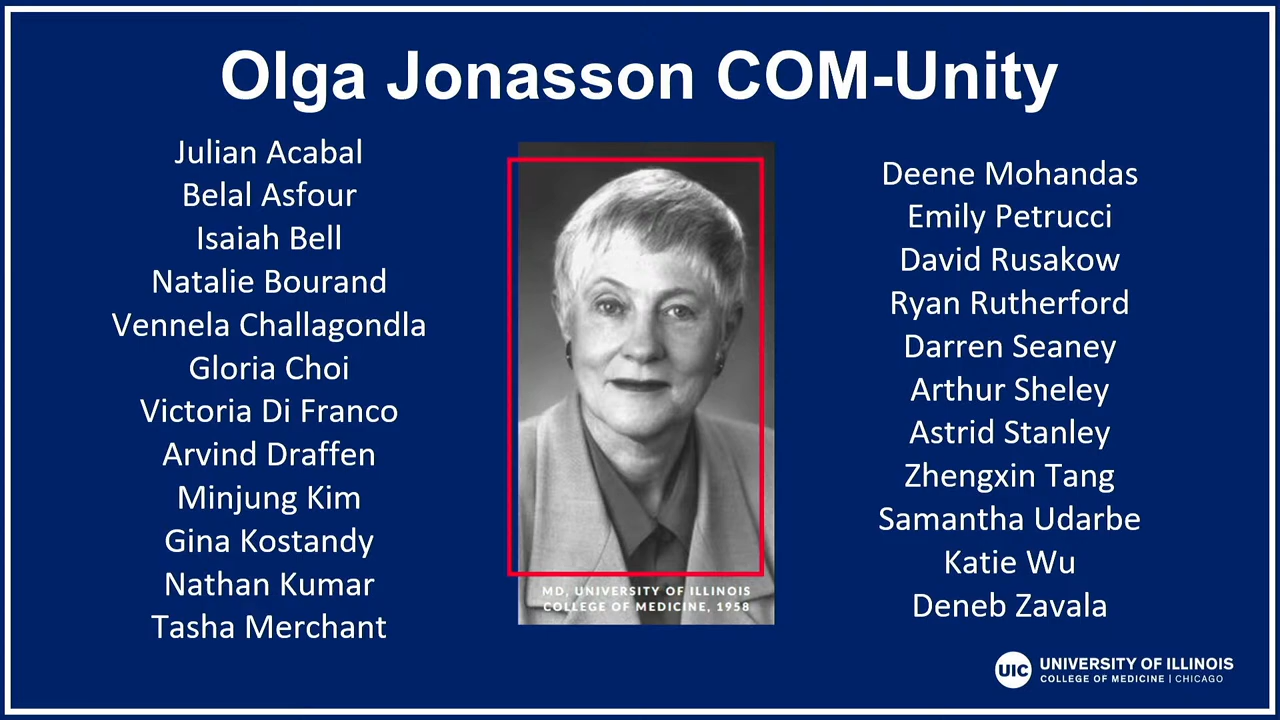 Olga Jonasson COM-Unity
Julian Acabal
Belal Asfour
Isaiah Bell
Natalie Bourand
Vennela Challagondla
Gloria Choi
Victoria Di Franco
Arvind Draffen
Minjung Kim
Gina Kostandy
Nathan Kumar
Tasha Merchant
MD, UNIVERSITY OF ILLINOIS
COLLEGE OF MEDICINE, 1958
Deene Mohandas
Emily Petrucci
David Rusakow
Ryan Rutherford
Darren Seaney
Arthur Sheley
Astrid Stanley
Zhengxin Tang
Samantha Udarbe
Katie Wu
Deneb Zavala
UIC
UNIVERSITY OF ILLINOIS
COLLEGE OF MEDICINE | CHICAGO